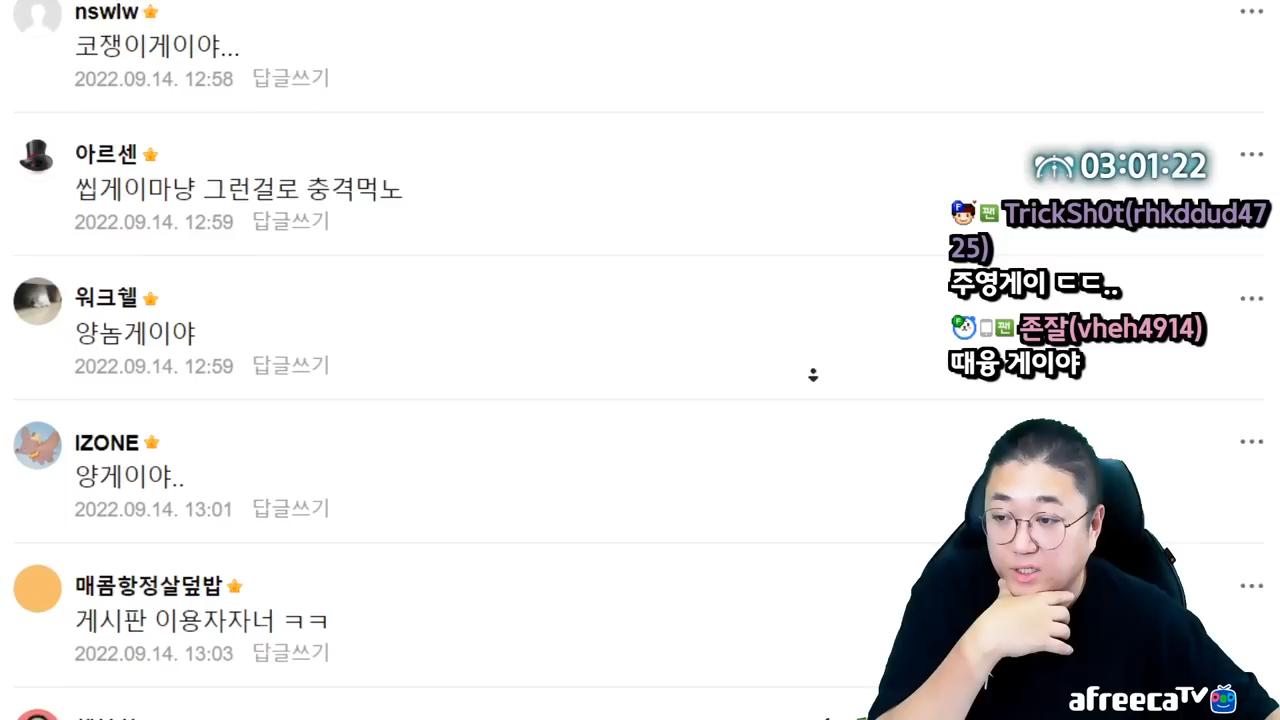 nswlw
코쟁이게이야...
2022.09.14. 12:58 답글쓰기
아르센
씹게이마냥 그런걸로 충격먹노
2022.09.14. 12:59 답글쓰기
워크웰
양놈게이야
2022.09.14. 12:59 답글쓰기
IZONE
양게이야..
2022.09.14. 13:01 답글쓰기
매콤항정살덮밥
게시판 이용자자너 ㅋㅋ
2022.09.14. 13:03 답글쓰기
03:01:22
F 팬 TrickSh0t(rhkddud47
25)
주영게이 ㄷㄷ..
F 팬 존잘(vheh4914)
때융 게이야
afreecaTV